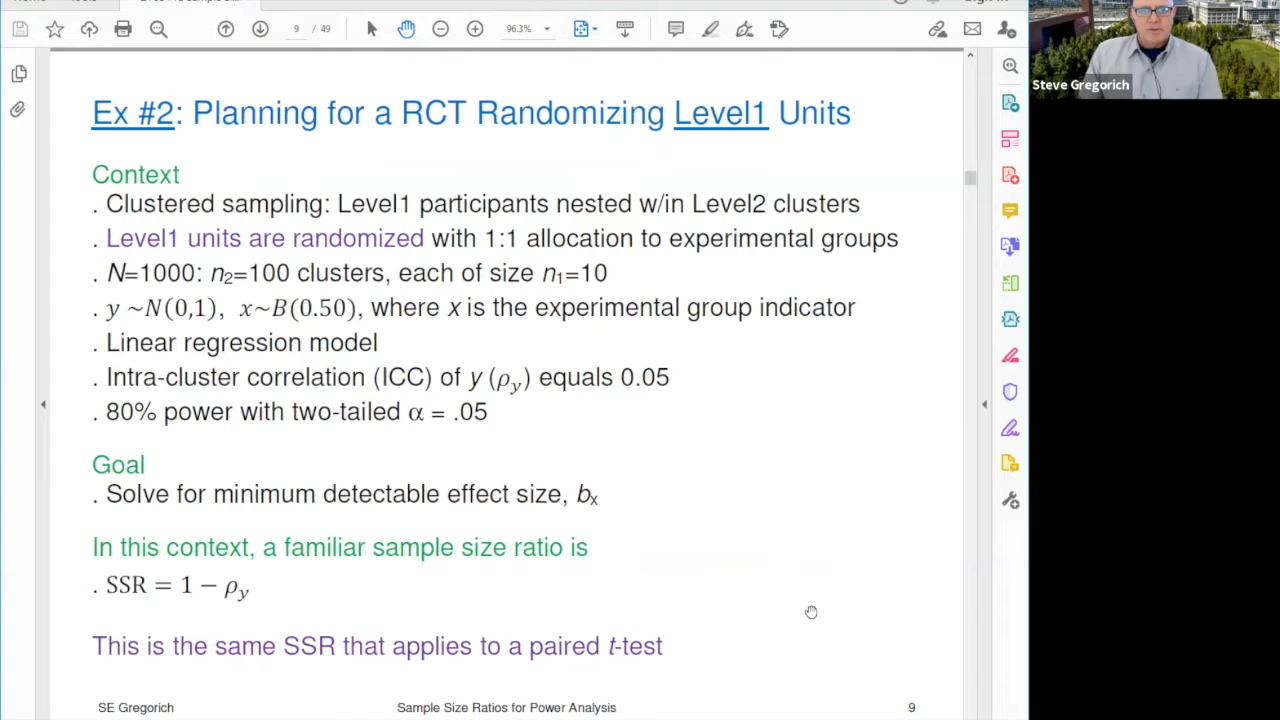 9 / 49
96.3%
Steve Gregorich
Ex #2: Planning for a RCT Randomizing Level1 Units
Context
. Clustered sampling: Level1 participants nested w/in Level2 clusters
. Level1 units are randomized with 1:1 allocation to experimental groups
. N=1000: n₂=100 clusters, each of size n₁=10
. y ~N(0,1), x~B(0.50), where x is the experimental group indicator
. Linear regression model
. Intra-cluster correlation (ICC) of y (ρ_y) equals 0.05
. 80% power with two-tailed α = .05
Goal
. Solve for minimum detectable effect size, bₓ
In this context, a familiar sample size ratio is
. SSR = 1 − ρ_y
This is the same SSR that applies to a paired t-test
SE Gregorich Sample Size Ratios for Power Analysis 9